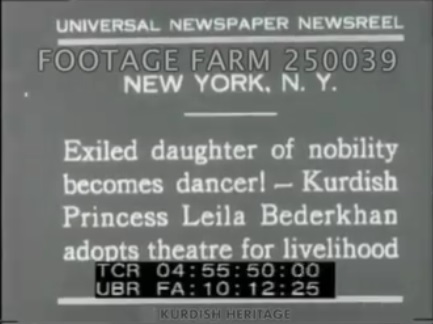 UNIVERSAL NEWSPAPER NEWSREEL
FOOTAGE FARM 250039
NEW YORK, N. Y.
Exiled daughter of nobility
becomes dancer! — Kurdish
Princess Leila Bederkhan
adopts theatre for livelihood
TCR 04:55:50:00
UBR FA:10:12:25
KURDISH HERITAGE